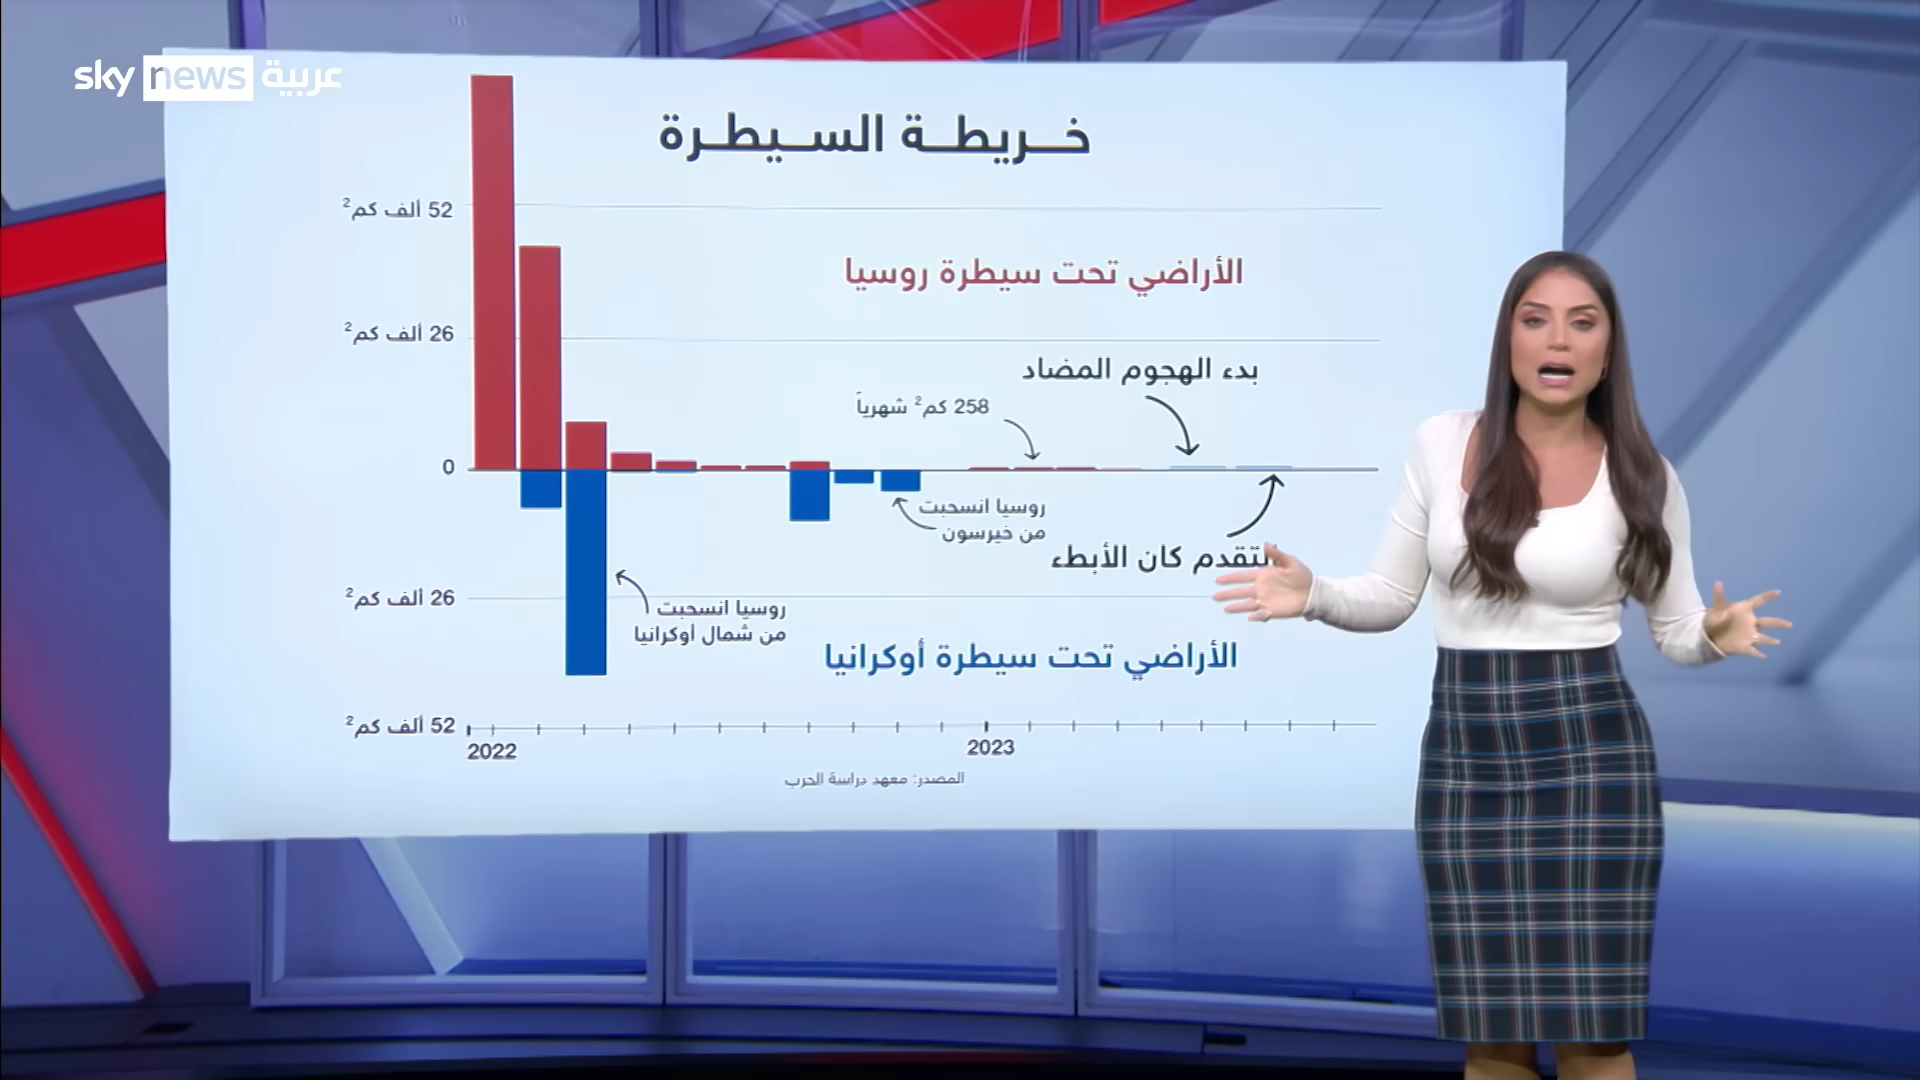 sky news عربية
خريطة السيطرة
52 ألف كم²
الأراضي تحت سيطرة روسيا
26 ألف كم²
بدء الهجوم المضاد
258 كم² شهرياً
0
روسيا انسحبت
من خيرسون
التقدم كان الأبطء
26 ألف كم²
روسيا انسحبت
من شمال أوكرانيا
الأراضي تحت سيطرة أوكرانيا
52 ألف كم²
2022
2023
المصدر: معهد دراسة الحرب